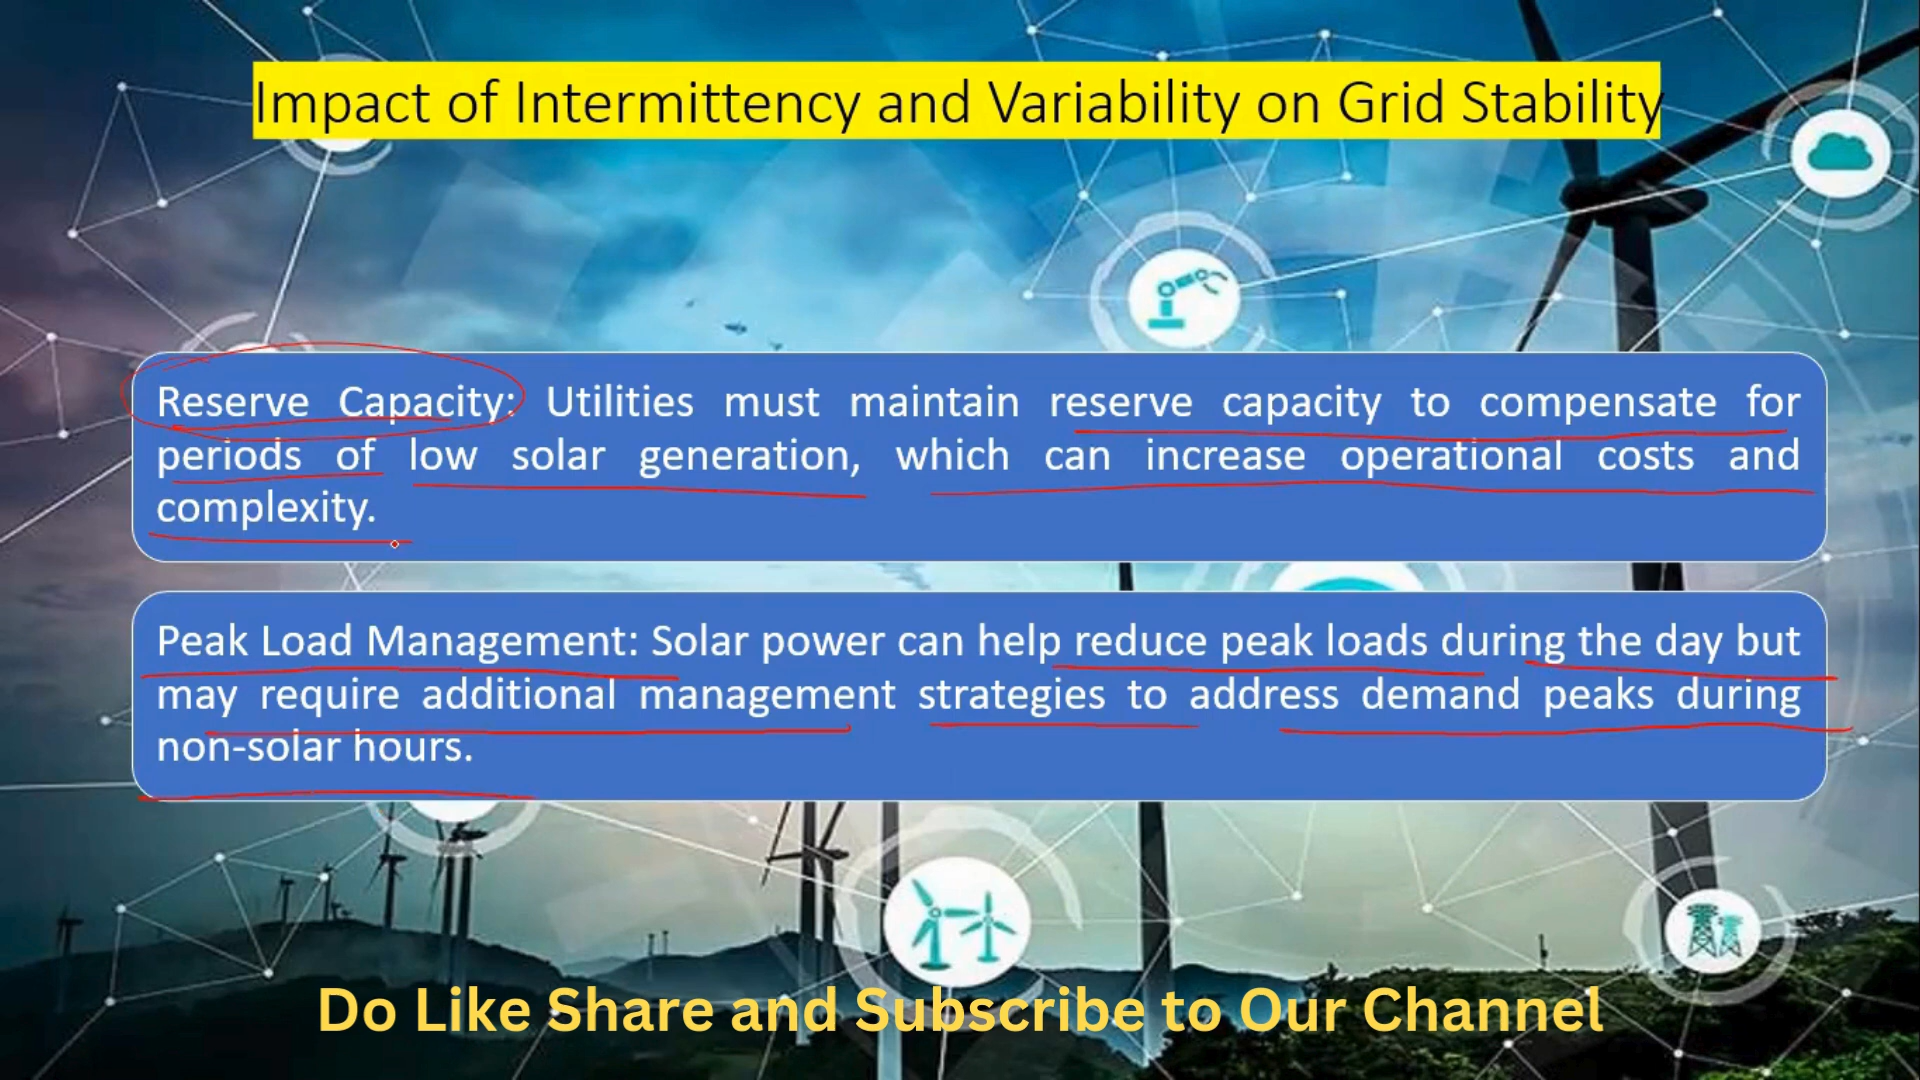 Impact of Intermittency and Variability on Grid Stability
Reserve Capacity: Utilities must maintain reserve capacity to compensate for
periods of low solar generation, which can increase operational costs and
complexity.
Peak Load Management: Solar power can help reduce peak loads during the day but
may require additional management strategies to address demand peaks during
non-solar hours.
Do Like Share and Subscribe to Our Channel